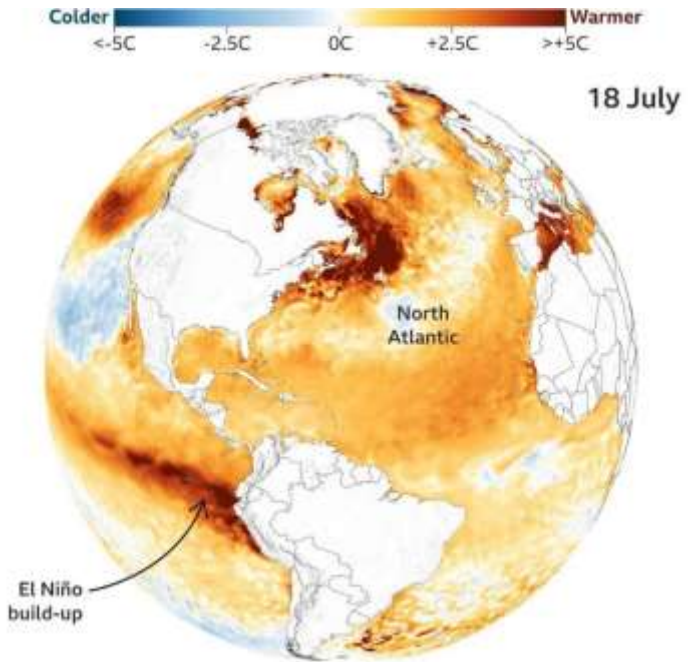 Colder Warmer
<-5C -2.5C 0C +2.5C >+5C
18 July
North
Atlantic
El Niño
build-up